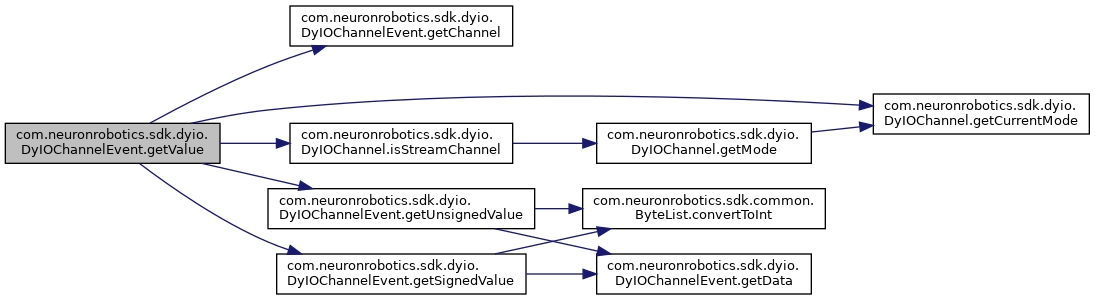 com.neuronrobotics.sdk.dyio.
DyIOChannelEvent.getChannel
com.neuronrobotics.sdk.dyio.
DyIOChannel.getCurrentMode
com.neuronrobotics.sdk.dyio.
DyIOChannelEvent.getValue
com.neuronrobotics.sdk.dyio.
DyIOChannel.isStreamChannel
com.neuronrobotics.sdk.dyio.
DyIOChannel.getMode
com.neuronrobotics.sdk.dyio.
DyIOChannelEvent.getUnsignedValue
com.neuronrobotics.sdk.common.
ByteList.convertToInt
com.neuronrobotics.sdk.dyio.
DyIOChannelEvent.getSignedValue
com.neuronrobotics.sdk.dyio.
DyIOChannelEvent.getData